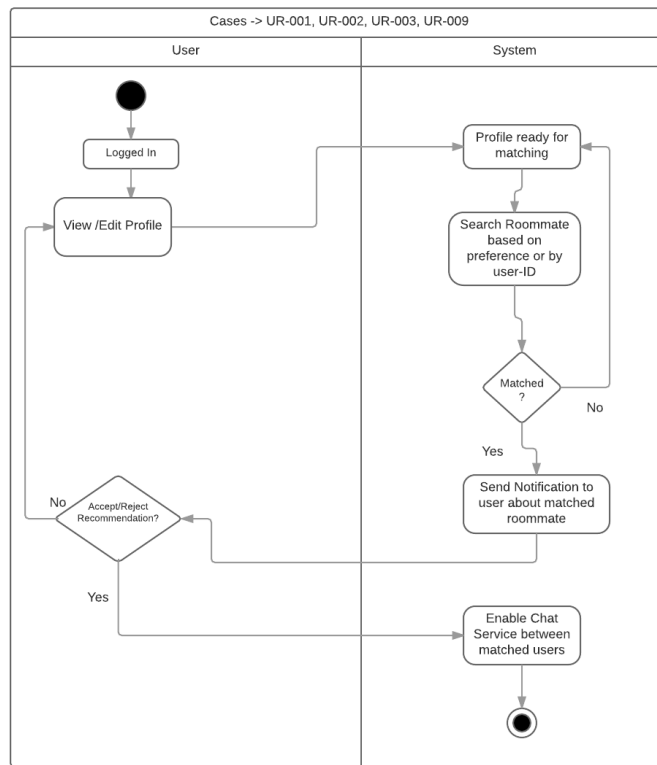 Cases -> UR-001, UR-002, UR-003, UR-009
User
System
Logged In
Profile ready for
matching
View /Edit Profile
Search Roommate
based on
preference or by
user-ID
Matched
?
No
Yes
Send Notification to
user about matched
roommate
No
Accept/Reject
Recommendation?
Yes
Enable Chat
Service between
matched users